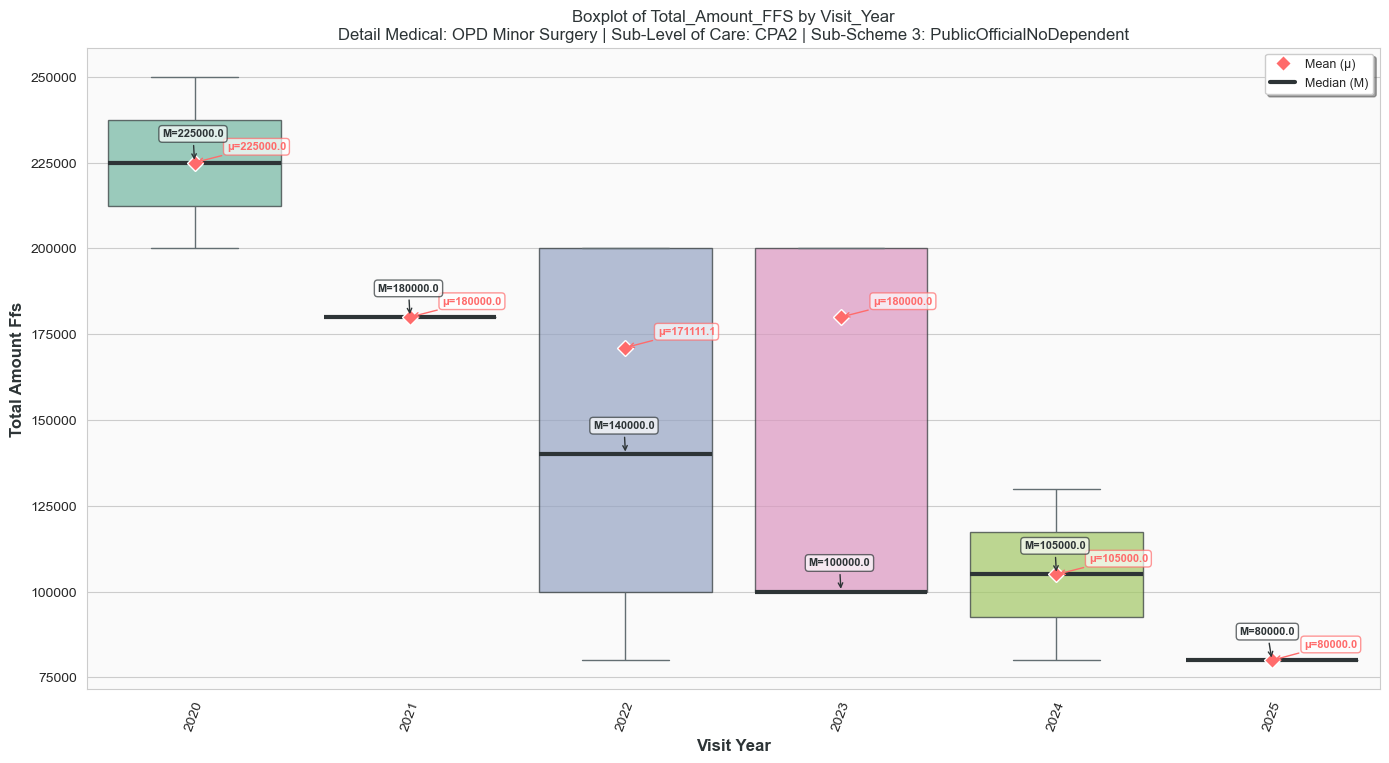 Boxplot of Total_Amount_FFS by Visit_Year
Detail Medical: OPD Minor Surgery | Sub-Level of Care: CPA2 | Sub-Scheme 3: PublicOfficialNoDependent
Mean (μ)
Median (M)
Total Amount Ffs
250000
225000
200000
175000
150000
125000
100000
75000
M=225000.0
μ=225000.0
M=180000.0
μ=180000.0
μ=171111.1
M=140000.0
μ=180000.0
M=100000.0
M=105000.0
μ=105000.0
M=80000.0
μ=80000.0
2020
2021
2022
2023
2024
2025
Visit Year